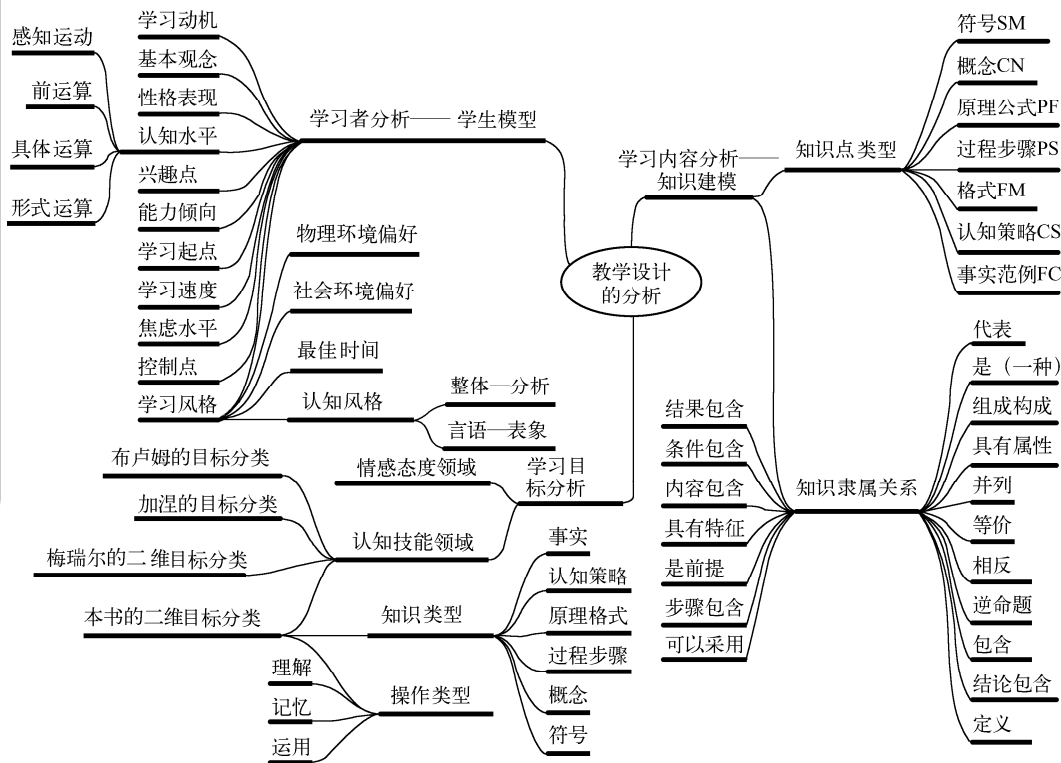 教学设计
的分析
学习者分析—— 学生模型
学习动机
基本观念
性格表现
认知水平
感知运动
前运算
具体运算
形式运算
兴趣点
能力倾向
学习起点
学习速度
焦虑水平
控制点
学习风格
物理环境偏好
社会环境偏好
最佳时间
认知风格
整体—分析
言语—表象
学习内容分析——
知识建模
知识点类型
符号SM
概念CN
原理公式PF
过程步骤PS
格式FM
认知策略CS
事实范例FC
知识隶属关系
代表
是（一种）
组成构成
具有属性
并列
等价
相反
逆命题
包含
结论包含
定义
结果包含
条件包含
内容包含
具有特征
是前提
步骤包含
可以采用
学习目
标分析
情感态度领域
认知技能领域
布卢姆的目标分类
加涅的目标分类
梅瑞尔的二维目标分类
本书的二维目标分类
知识类型
事实
认知策略
原理格式
过程步骤
概念
符号
操作类型
理解
记忆
运用